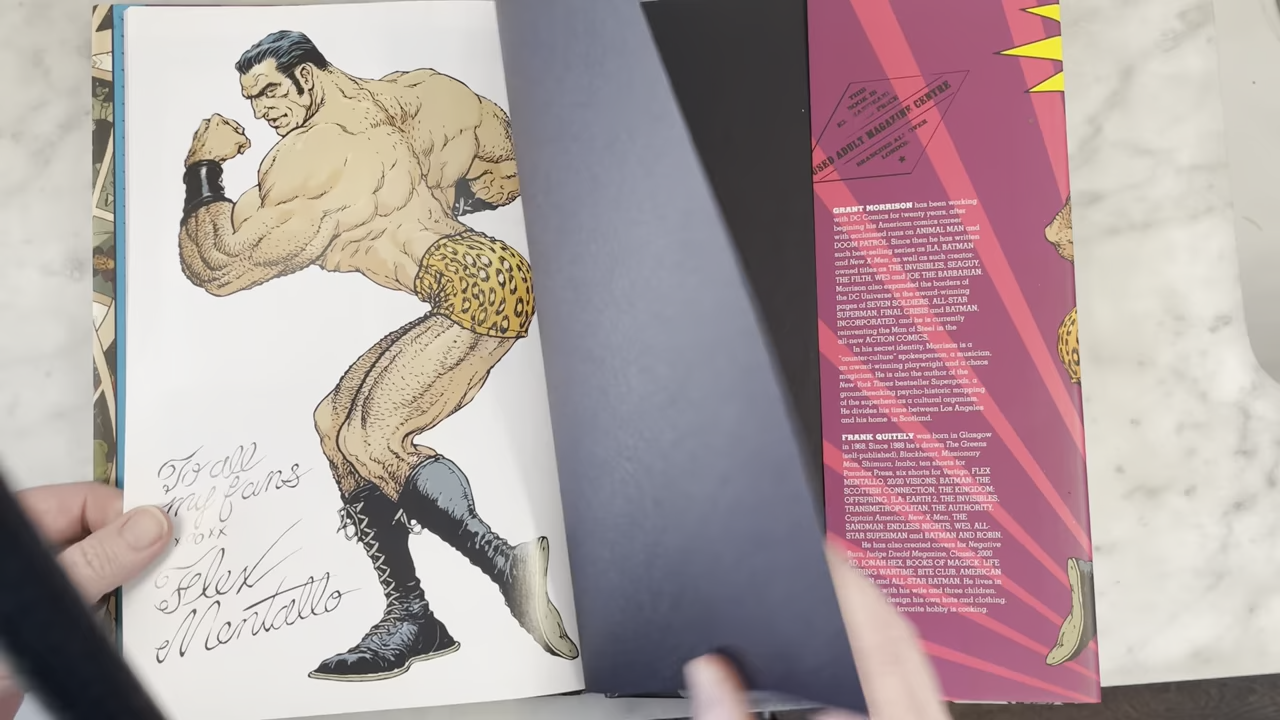 To all
my fans
xooxx
Flex
Mentallo
THIS
BOOK IS
USED ADULT MAGAZINE CENTRE
BRANCHES ALL OVER
LONDON
GRANT MORRISON has been working
with DC Comics for twenty years, after
begining his American comics career
with acclaimed runs on ANIMAL MAN and
DOOM PATROL. Since then he has written
such best-selling series as JLA, BATMAN
and New X-Men, as well as such creator-
owned titles as THE INVISIBLES, SEAGUY,
THE FILTH, WE3 and JOE THE BARBARIAN.
Morrison also expanded the borders of
the DC Universe in the award-winning
pages of SEVEN SOLDIERS, ALL-STAR
SUPERMAN, FINAL CRISIS and BATMAN,
INCORPORATED, and he is currently
reinventing the Man of Steel in the
all-new ACTION COMICS.
In his secret identity, Morrison is a
"counter-culture" spokesperson, a musician,
an award-winning playwright and a chaos
magician. He is also the author of the
New York Times bestseller Supergods, a
groundbreaking psycho-historic mapping
of the superhero as a cultural organism.
He divides his time between Los Angeles
and his home in Scotland.
FRANK QUITELY was born in Glasgow
in 1968. Since 1988 he's drawn The Greens
(self-published), Blackheart, Missionary
Man, Shimura, Inaba, ten shorts for
Paradox Press, six shorts for Vertigo, FLEX
MENTALLO, 20/20 VISIONS, BATMAN: THE
SCOTTISH CONNECTION, THE KINGDOM:
OFFSPRING, JLA: EARTH 2, THE INVISIBLES,
TRANSMETROPOLITAN, THE AUTHORITY,
Captain America, New X-Men, THE
SANDMAN: ENDLESS NIGHTS, WE3, ALL-
STAR SUPERMAN and BATMAN AND ROBIN.
He has also created covers for Negative
Burn, Judge Dredd Magazine, Classic 2000
AD, JONAH HEX, BOOKS OF MAGICK: LIFE
DURING WARTIME, BITE CLUB, AMERICAN
and ALL-STAR BATMAN. He lives in
with his wife and three children.
design his own hats and clothing.
favorite hobby is cooking.